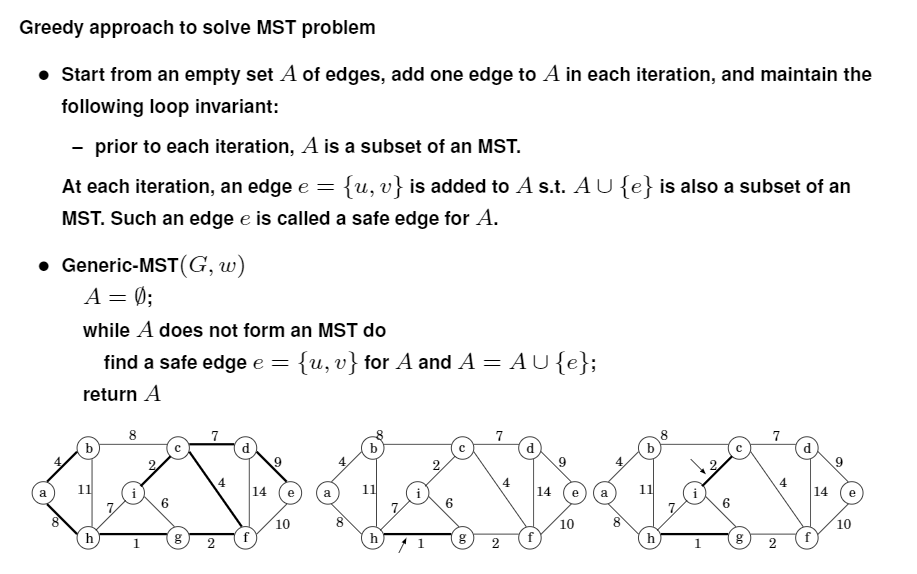 Greedy approach to solve MST problem
• Start from an empty set A of edges, add one edge to A in each iteration, and maintain the
following loop invariant:
– prior to each iteration, A is a subset of an MST.
At each iteration, an edge e = {u, v} is added to A s.t. A ∪ {e} is also a subset of an
MST. Such an edge e is called a safe edge for A.
• Generic-MST(G, w)
A = ∅;
while A does not form an MST do
find a safe edge e = {u, v} for A and A = A ∪ {e};
return A
8 7 8 7 8 7
b c d b c d b c d
4 2 9 4 2 9 4 2 9
a 11 i 4 14 e a 11 i 4 14 e a 11 i 4 14 e
8 7 6 10 8 7 6 10 8 7 6 10
h g f h g f h g f
1 2 1 2 1 2